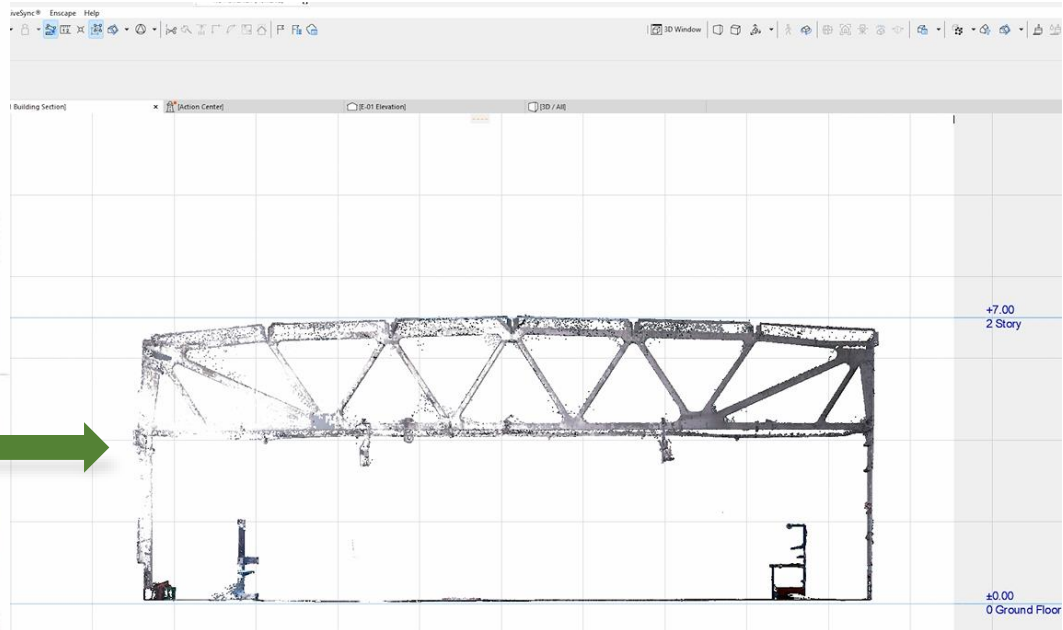 iveSync® Enscape Help
3D Window
Building Section]
[Action Center]
[E-01 Elevation]
[3D / All]
+7.00
2 Story
±0.00
0 Ground Floor